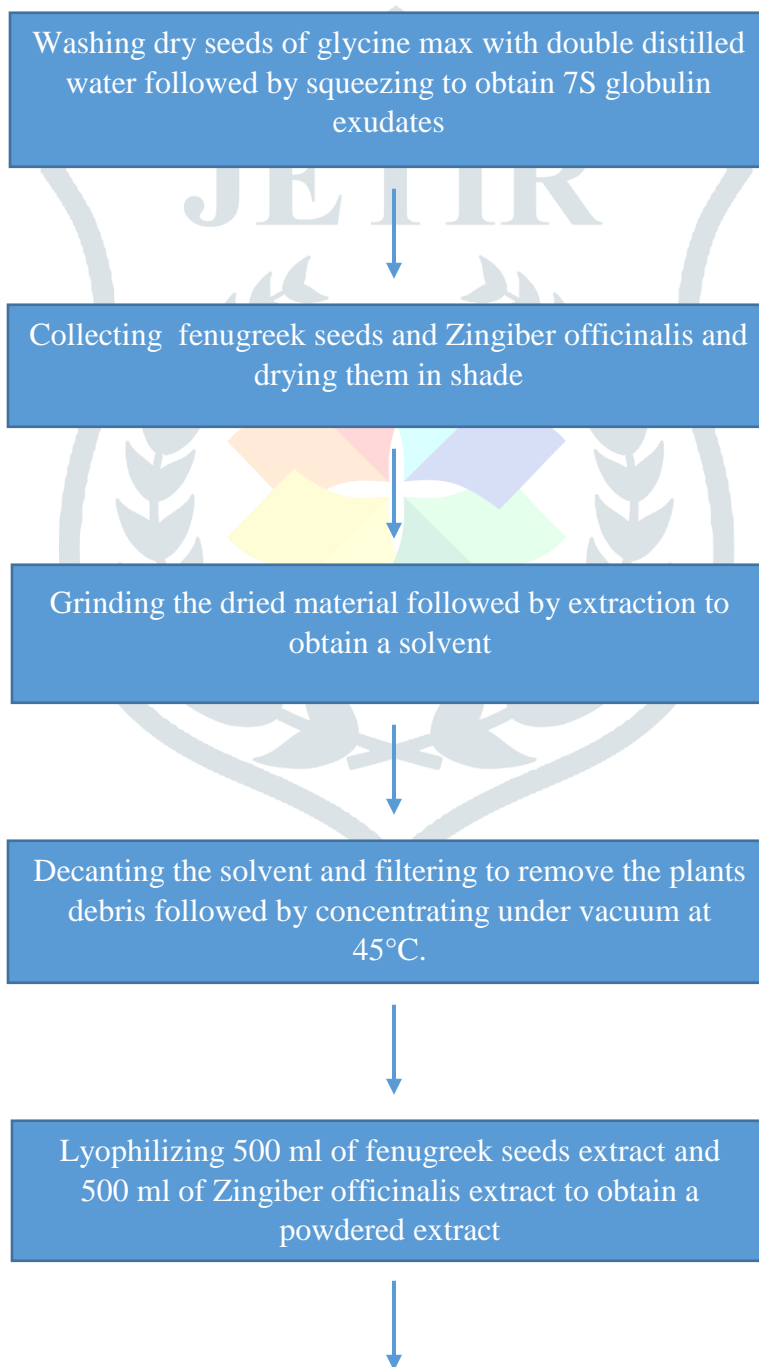 Washing dry seeds of glycine max with double distilled
water followed by squeezing to obtain 7S globulin
exudates
JETIR
Collecting  fenugreek seeds and Zingiber officinalis and
drying them in shade
Grinding the dried material followed by extraction to
obtain a solvent
Decanting the solvent and filtering to remove the plants
debris followed by concentrating under vacuum at
45°C.
Lyophilizing 500 ml of fenugreek seeds extract and
500 ml of Zingiber officinalis extract to obtain a
powdered extract